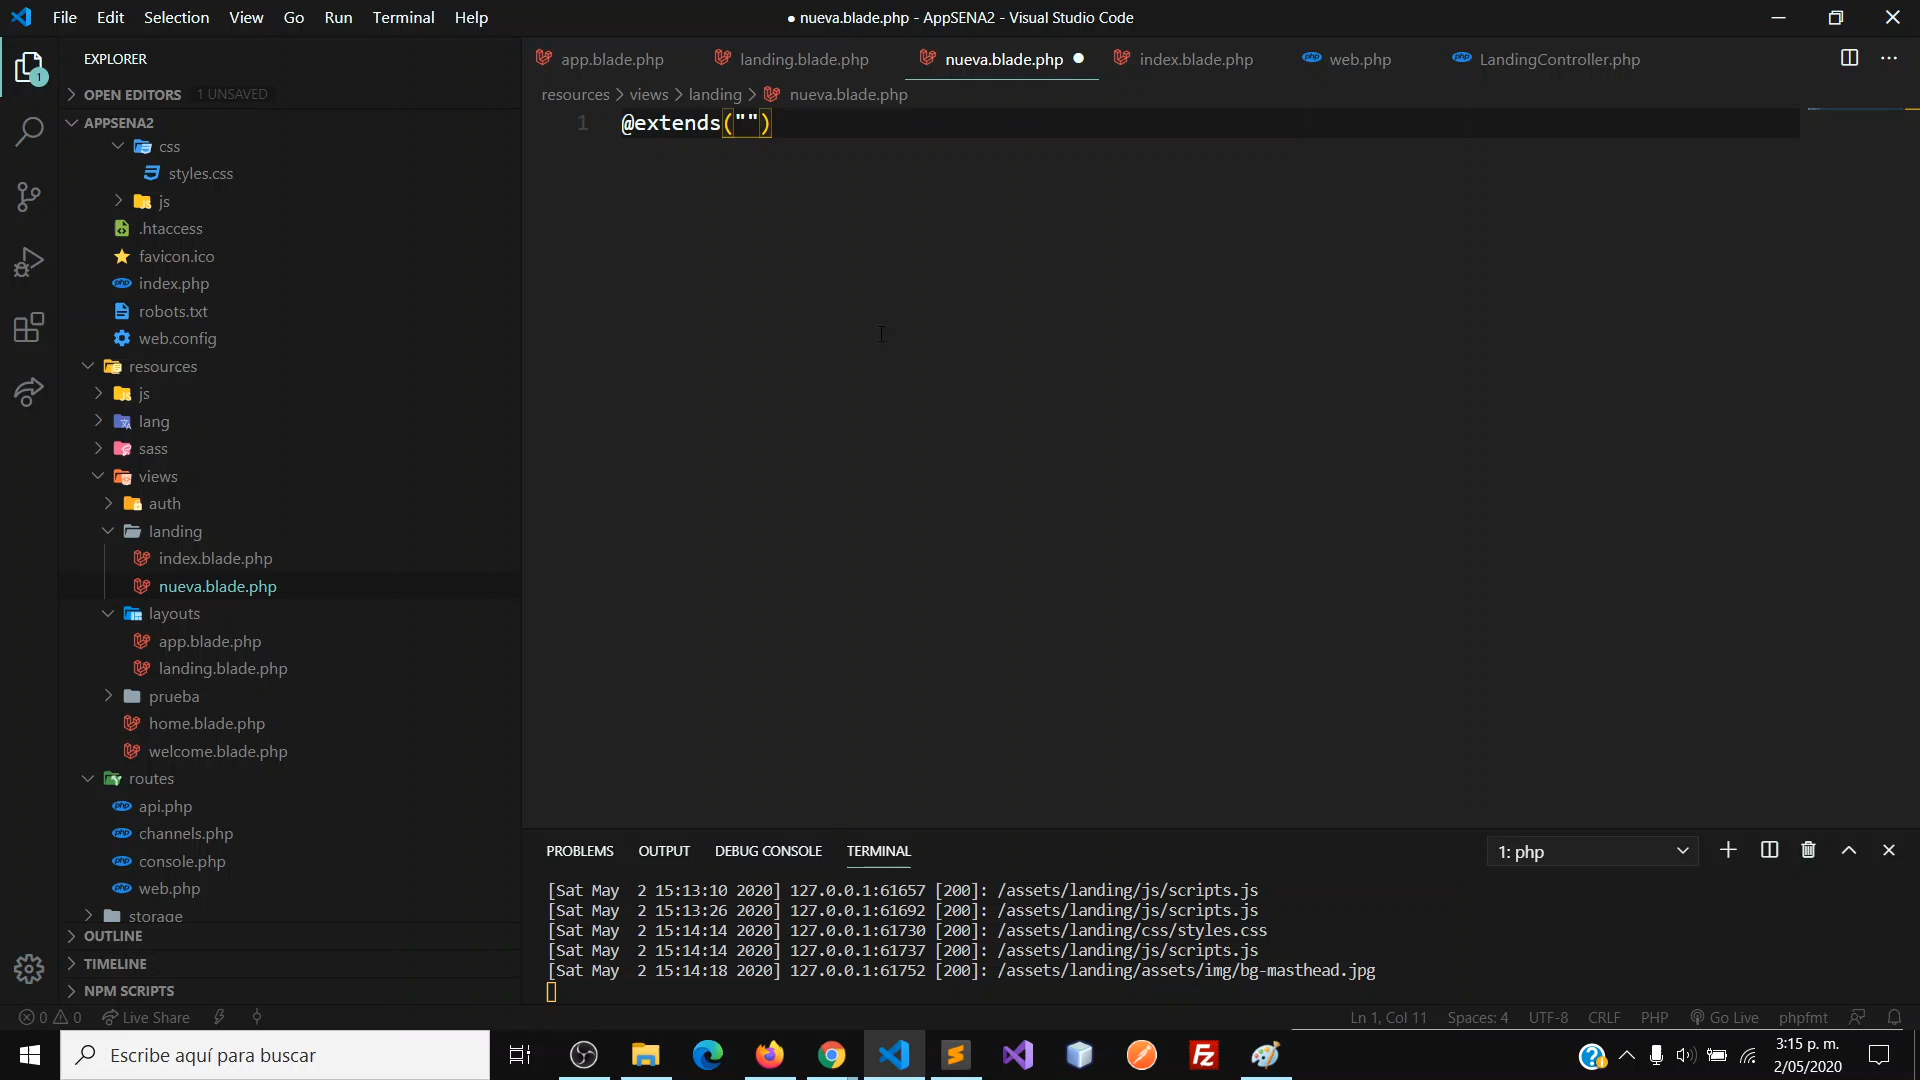 File Edit Selection View Go Run Terminal Help
● nueva.blade.php - AppSENA2 - Visual Studio Code
EXPLORER
OPEN EDITORS 1 UNSAVED
APPSENA2
css
styles.css
js
.htaccess
favicon.ico
index.php
robots.txt
web.config
resources
js
lang
sass
views
auth
landing
index.blade.php
nueva.blade.php
layouts
app.blade.php
landing.blade.php
prueba
home.blade.php
welcome.blade.php
routes
api.php
channels.php
console.php
web.php
storage
OUTLINE
TIMELINE
NPM SCRIPTS
app.blade.php landing.blade.php nueva.blade.php index.blade.php web.php LandingController.php
resources > views > landing > nueva.blade.php
1 @extends("")
PROBLEMS OUTPUT DEBUG CONSOLE TERMINAL
1: php
[Sat May  2 15:13:10 2020] 127.0.0.1:61657 [200]: /assets/landing/js/scripts.js
[Sat May  2 15:13:26 2020] 127.0.0.1:61692 [200]: /assets/landing/js/scripts.js
[Sat May  2 15:14:14 2020] 127.0.0.1:61730 [200]: /assets/landing/css/styles.css
[Sat May  2 15:14:14 2020] 127.0.0.1:61737 [200]: /assets/landing/js/scripts.js
[Sat May  2 15:14:18 2020] 127.0.0.1:61752 [200]: /assets/landing/assets/img/bg-masthead.jpg
0 0 Live Share
Ln 1, Col 11 Spaces: 4 UTF-8 CRLF PHP Go Live phpfmt
Escribe aquí para buscar
3:15 p. m.
2/05/2020